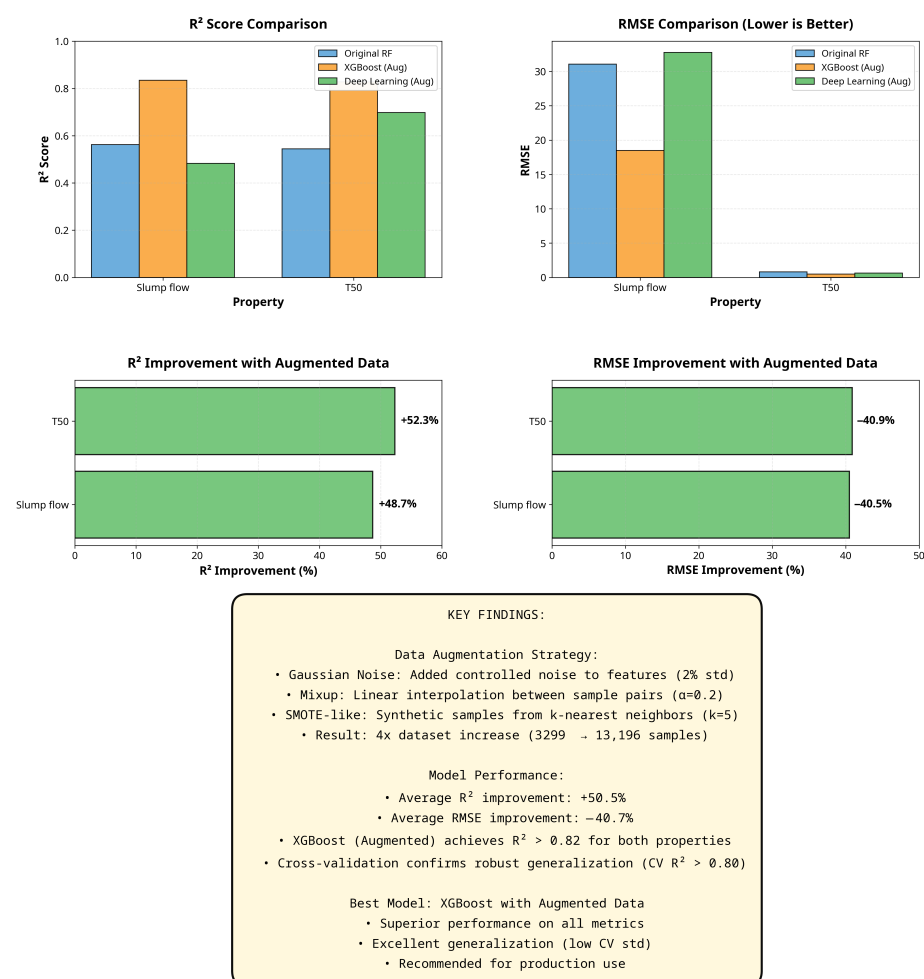 R² Score Comparison
1.0
0.8
0.6
0.4
0.2
0.0
R² Score
Original RF
XGBoost (Aug)
Deep Learning (Aug)
Slump flow
T50
Property
RMSE Comparison (Lower is Better)
30
25
20
15
10
5
0
RMSE
Original RF
XGBoost (Aug)
Deep Learning (Aug)
Slump flow
T50
Property
R² Improvement with Augmented Data
T50
+52.3%
Slump flow
+48.7%
0 10 20 30 40 50 60
R² Improvement (%)
RMSE Improvement with Augmented Data
T50
−40.9%
Slump flow
−40.5%
0 10 20 30 40 50
RMSE Improvement (%)
KEY FINDINGS:
Data Augmentation Strategy:
• Gaussian Noise: Added controlled noise to features (2% std)
• Mixup: Linear interpolation between sample pairs (α=0.2)
• SMOTE-like: Synthetic samples from k-nearest neighbors (k=5)
• Result: 4x dataset increase (3299 → 13,196 samples)
Model Performance:
• Average R² improvement: +50.5%
• Average RMSE improvement: −40.7%
• XGBoost (Augmented) achieves R² > 0.82 for both properties
• Cross-validation confirms robust generalization (CV R² > 0.80)
Best Model: XGBoost with Augmented Data
• Superior performance on all metrics
• Excellent generalization (low CV std)
• Recommended for production use